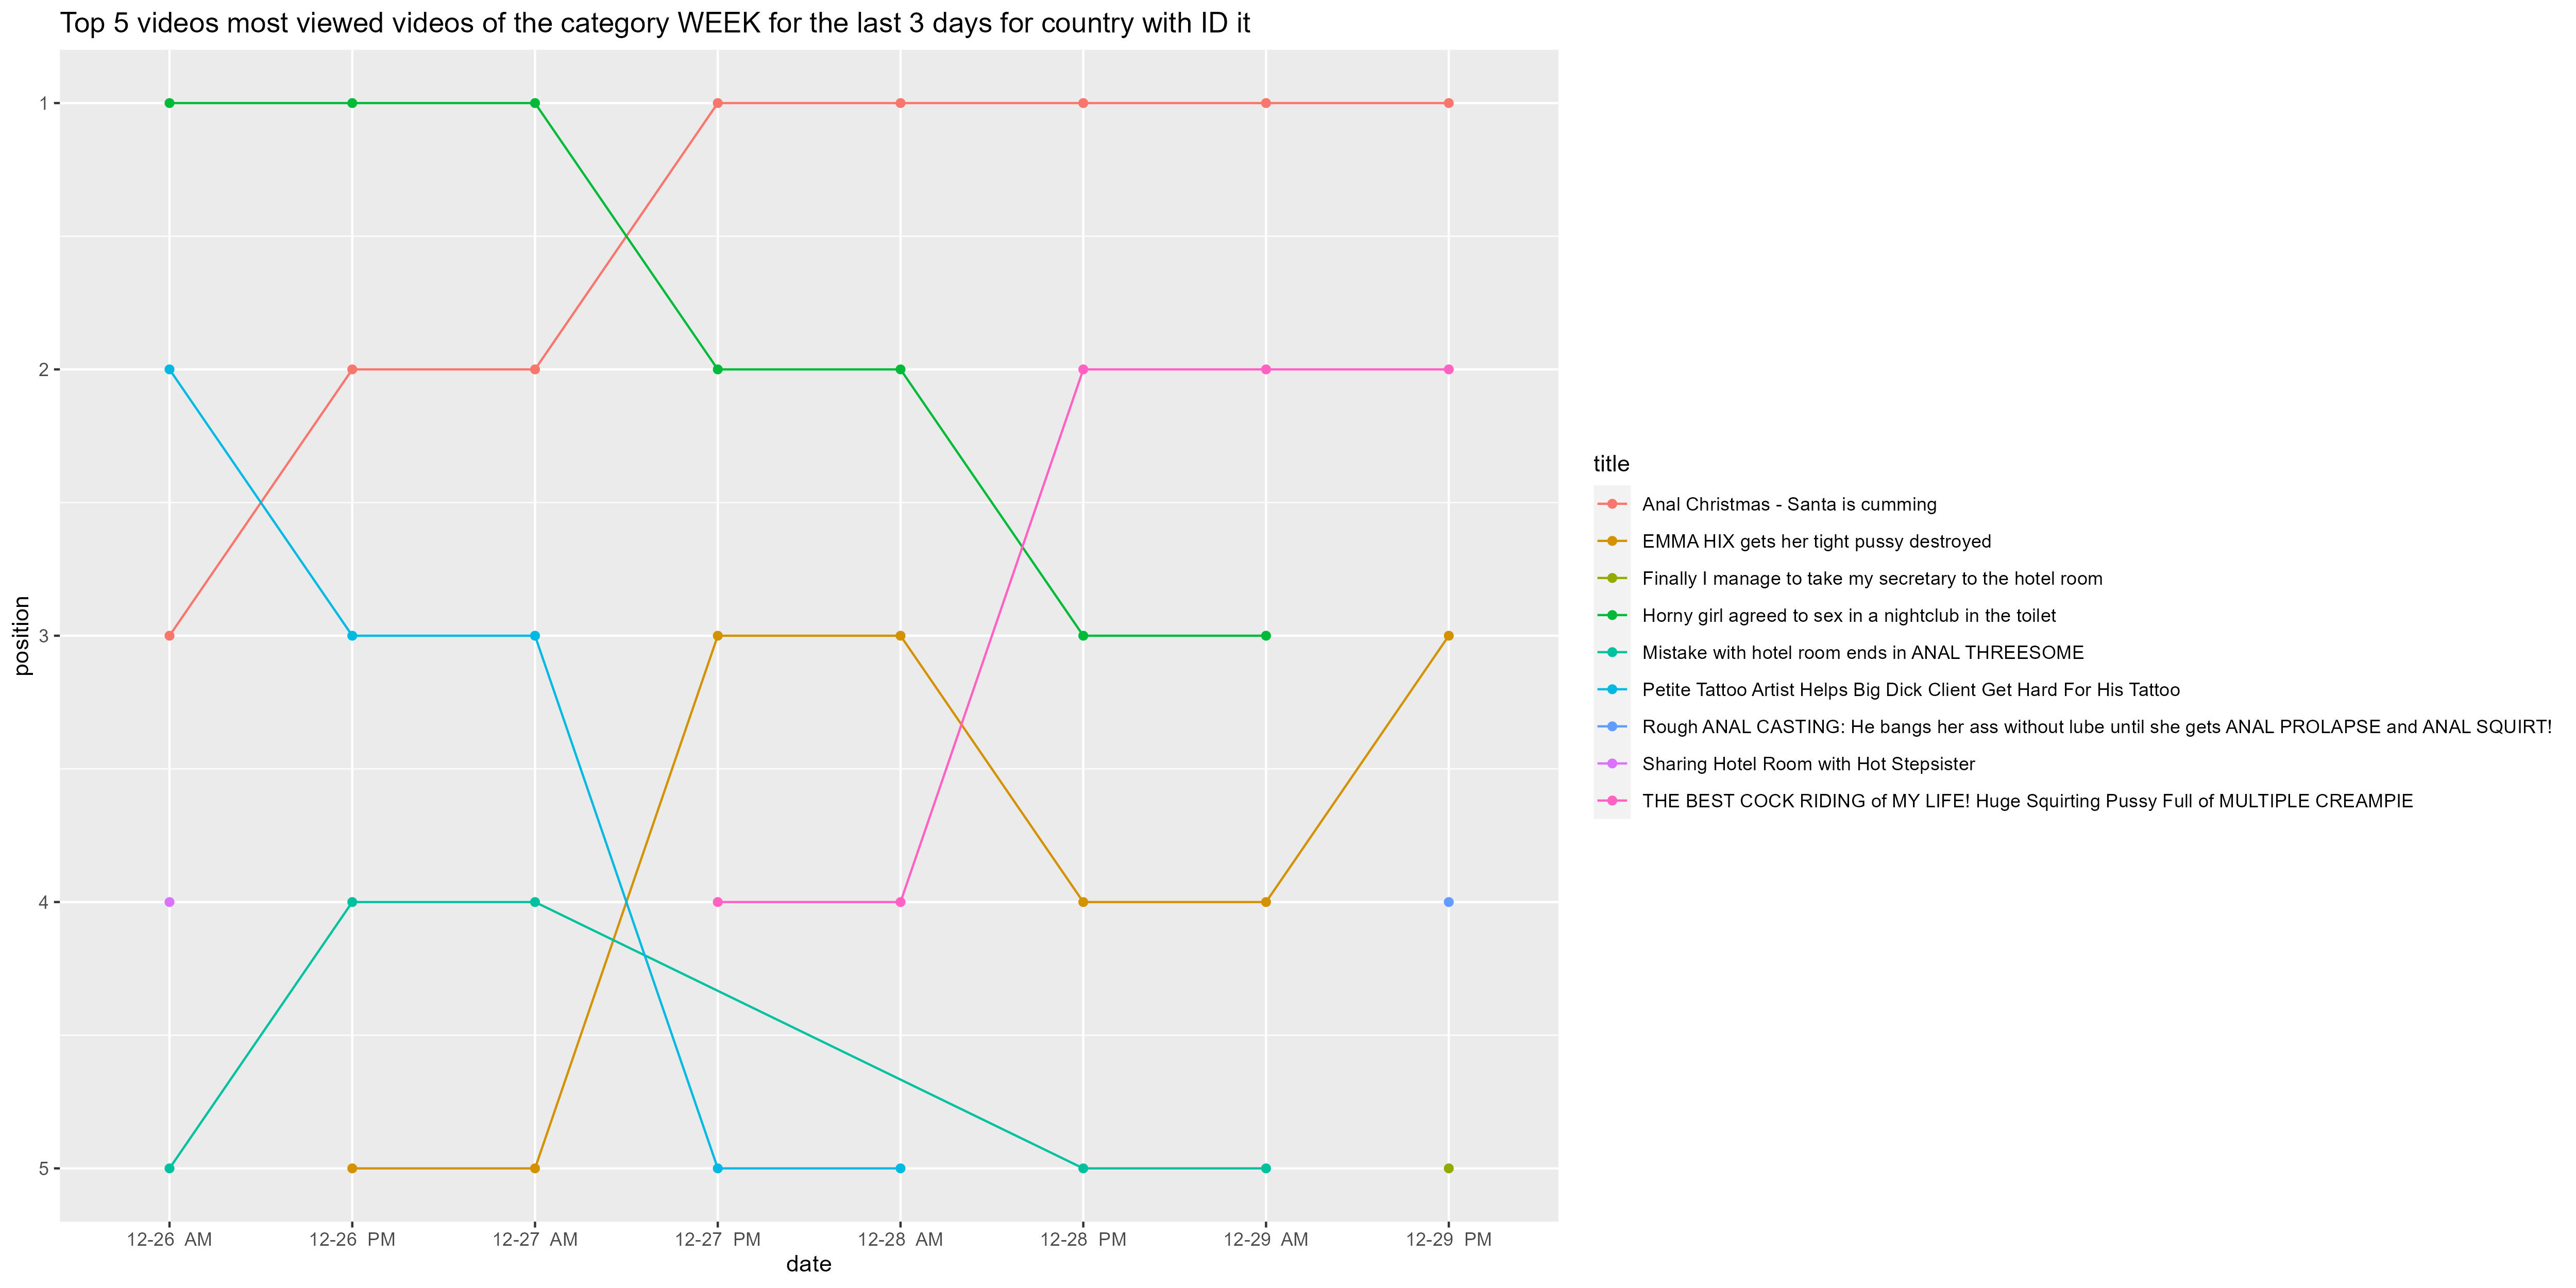 Top 5 videos most viewed videos of the category WEEK for the last 3 days for country with ID it
1
2
3
4
5
position
12-26 AM
12-26 PM
12-27 AM
12-27 PM
12-28 AM
12-28 PM
12-29 AM
12-29 PM
date
title
Anal Christmas - Santa is cumming
EMMA HIX gets her tight pussy destroyed
Finally I manage to take my secretary to the hotel room
Horny girl agreed to sex in a nightclub in the toilet
Mistake with hotel room ends in ANAL THREESOME
Petite Tattoo Artist Helps Big Dick Client Get Hard For His Tattoo
Rough ANAL CASTING: He bangs her ass without lube until she gets ANAL PROLAPSE and ANAL SQUIRT!
Sharing Hotel Room with Hot Stepsister
THE BEST COCK RIDING of MY LIFE! Huge Squirting Pussy Full of MULTIPLE CREAMPIE